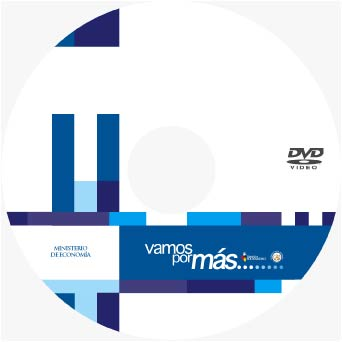 DVD
VIDEO
MINISTERIO
DE ECONOMÍA
vamos
por más...